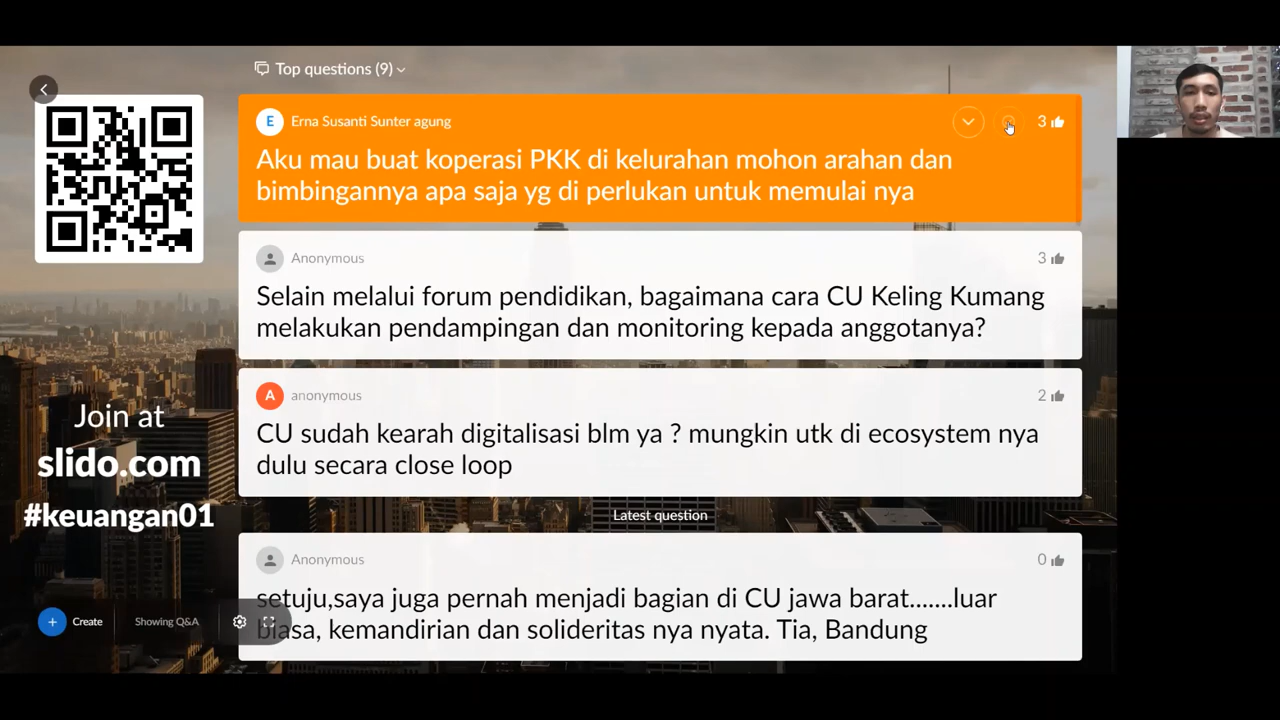 Top questions (9)
E Erna Susanti Sunter agung 3
Aku mau buat koperasi PKK di kelurahan mohon arahan dan
bimbingannya apa saja yg di perlukan untuk memulai nya
Anonymous 3
Selain melalui forum pendidikan, bagaimana cara CU Keling Kumang
melakukan pendampingan dan monitoring kepada anggotanya?
A anonymous 2
CU sudah kearah digitalisasi blm ya ? mungkin utk di ecosystem nya
dulu secara close loop
Latest question
Anonymous 0
setuju,saya juga pernah menjadi bagian di CU jawa barat.......luar
biasa, kemandirian dan solideritas nya nyata. Tia, Bandung
Join at
slido.com
#keuangan01
Create Showing Q&A